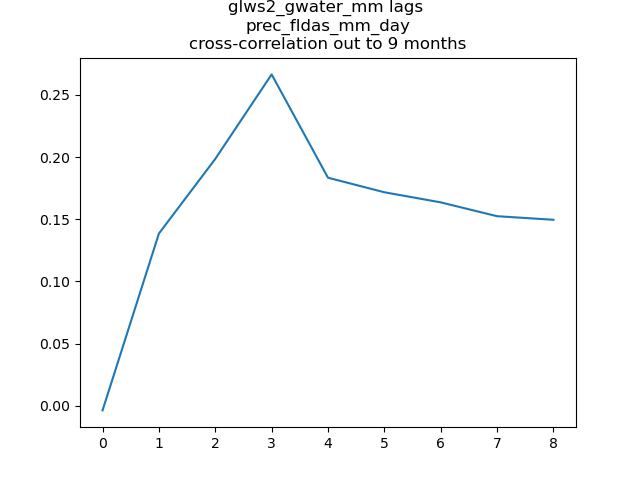 glws2_gwater_mm lags
prec_fldas_mm_day
cross-correlation out to 9 months
0.25
0.20
0.15
0.10
0.05
0.00
0 1 2 3 4 5 6 7 8